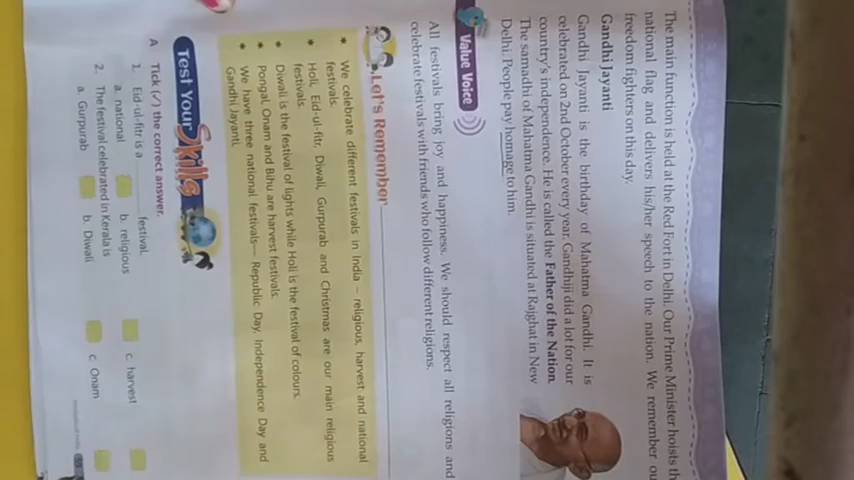 The main function is held at the Red Fort in Delhi. Our Prime Minister hoists
national flag and delivers his/her speech to the nation. We remember
freedom fighters on this day.
Gandhi Jayanti
Gandhi Jayanti is the birthday of Mahatma Gandhi. It is
celebrated on 2nd October every year. Gandhiji did a lot for our
country's independence. He is called the Father of the Nation.
The samadhi of Mahatma Gandhi is situated at Rajghat in New
Delhi. People pay homage to him.
Value Voice
All festivals bring joy and happiness. We should respect all religions and
celebrate festivals with friends who follow different religions.
Let's Remember
* We celebrate different festivals in India – religious, harvest and national
festivals.
* Holi, Eid-ul-fitr, Diwali, Gurpurab and Christmas are our main religious
festivals.
* Diwali is the festival of lights while Holi is the festival of colours.
* Pongal, Onam and Bihu are harvest festivals.
* We have three national festivals— Republic Day, Independence Day and
Gandhi Jayanti.
Test Your Skills
A Tick (✓) the correct answer.
1. Eid-ul-fitr is a ________ festival.
a. national b. religious c. harvest
2. The festival celebrated in Kerala is
a. Gurpurab b. Diwali c. Onam